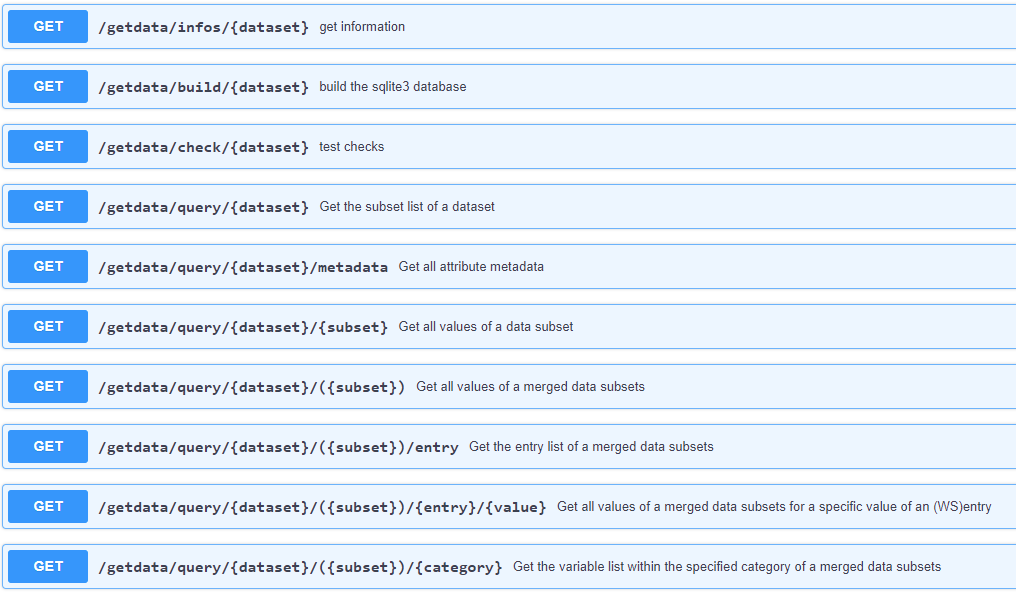 GET /getdata/infos/{dataset} get information
GET /getdata/build/{dataset} build the sqlite3 database
GET /getdata/check/{dataset} test checks
GET /getdata/query/{dataset} Get the subset list of a dataset
GET /getdata/query/{dataset}/metadata Get all attribute metadata
GET /getdata/query/{dataset}/{subset} Get all values of a data subset
GET /getdata/query/{dataset}/({subset}) Get all values of a merged data subsets
GET /getdata/query/{dataset}/({subset})/entry Get the entry list of a merged data subsets
GET /getdata/query/{dataset}/({subset})/{entry}/{value} Get all values of a merged data subsets for a specific value of an (WS)entry
GET /getdata/query/{dataset}/({subset})/{category} Get the variable list within the specified category of a merged data subsets